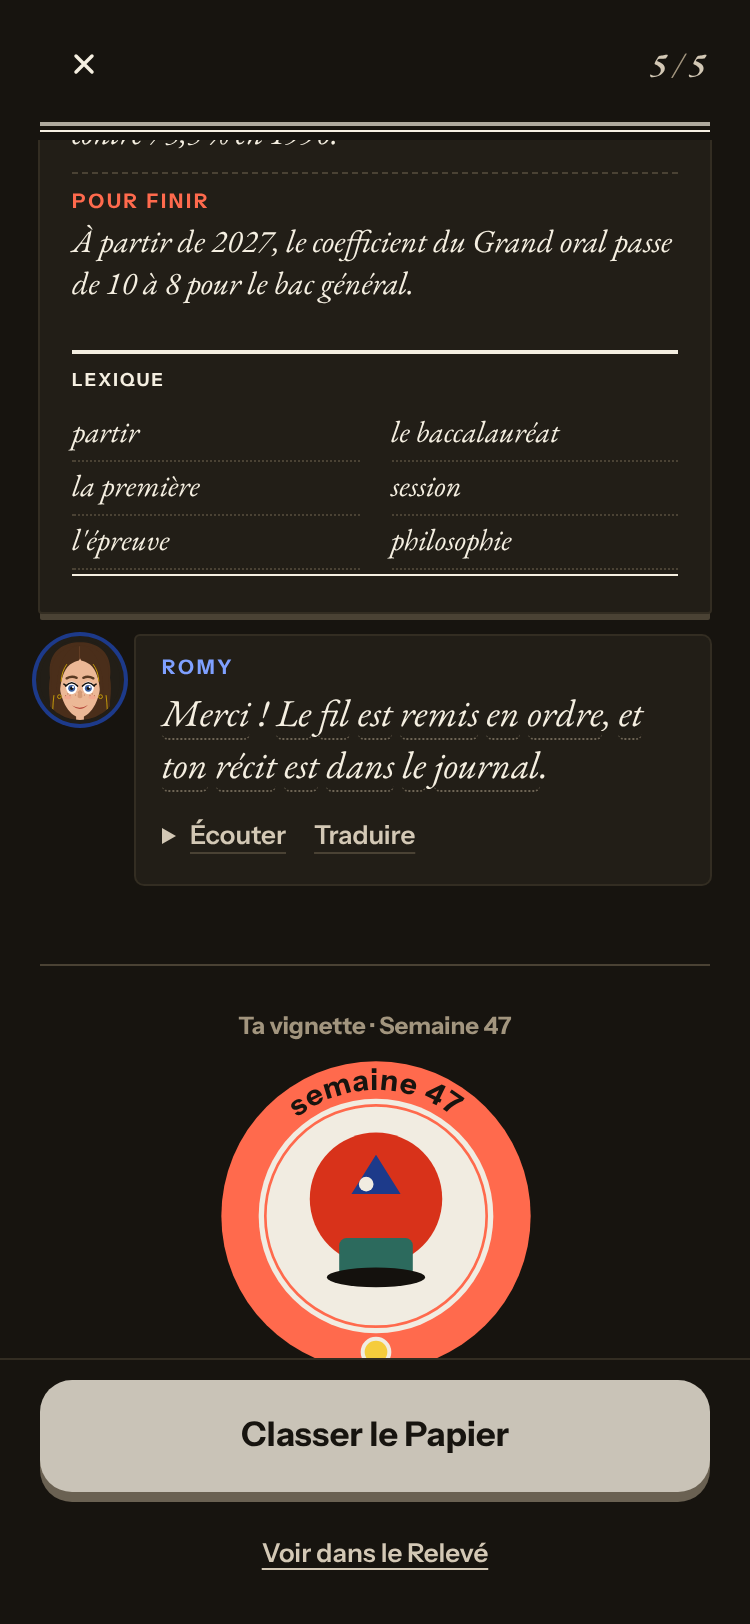 5 / 5
POUR FINIR
À partir de 2027, le coefficient du Grand oral passe
de 10 à 8 pour le bac général.
LEXIQUE
partir
le baccalauréat
la première
session
l'épreuve
philosophie
ROMY
Merci ! Le fil est remis en ordre, et
ton récit est dans le journal.
Écouter Traduire
Ta vignette · Semaine 47
semaine 47
Classer le Papier
Voir dans le Relevé